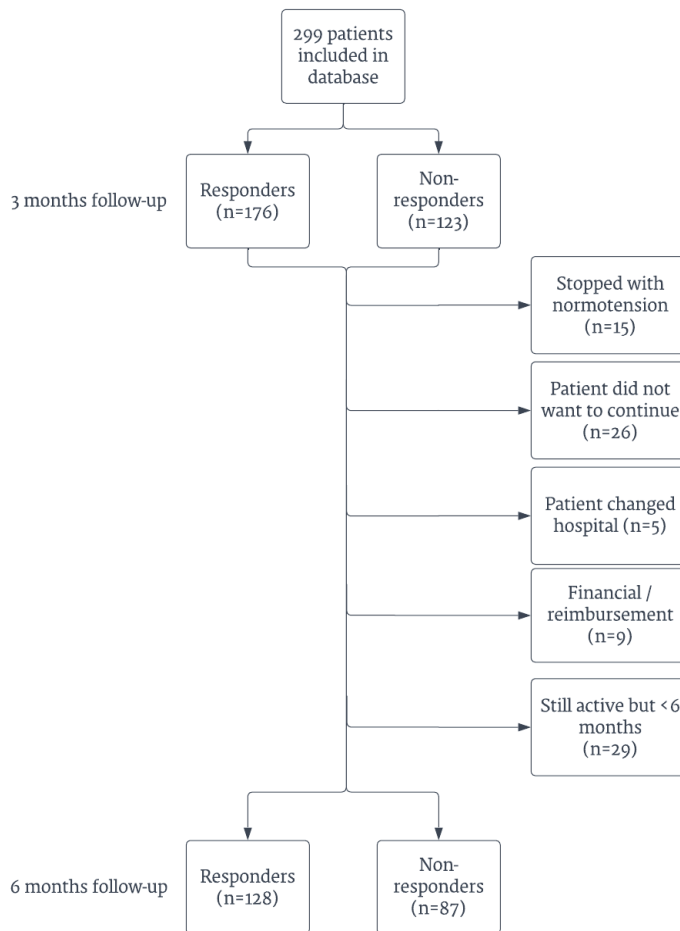 299 patients
included in
database
3 months follow-up
Responders
(n=176)
Non-
responders
(n=123)
Stopped with
normotension
(n=15)
Patient did not
want to continue
(n=26)
Patient changed
hospital (n=5)
Financial /
reimbursement
(n=9)
Still active but <6
months
(n=29)
6 months follow-up
Responders
(n=128)
Non-
responders
(n=87)